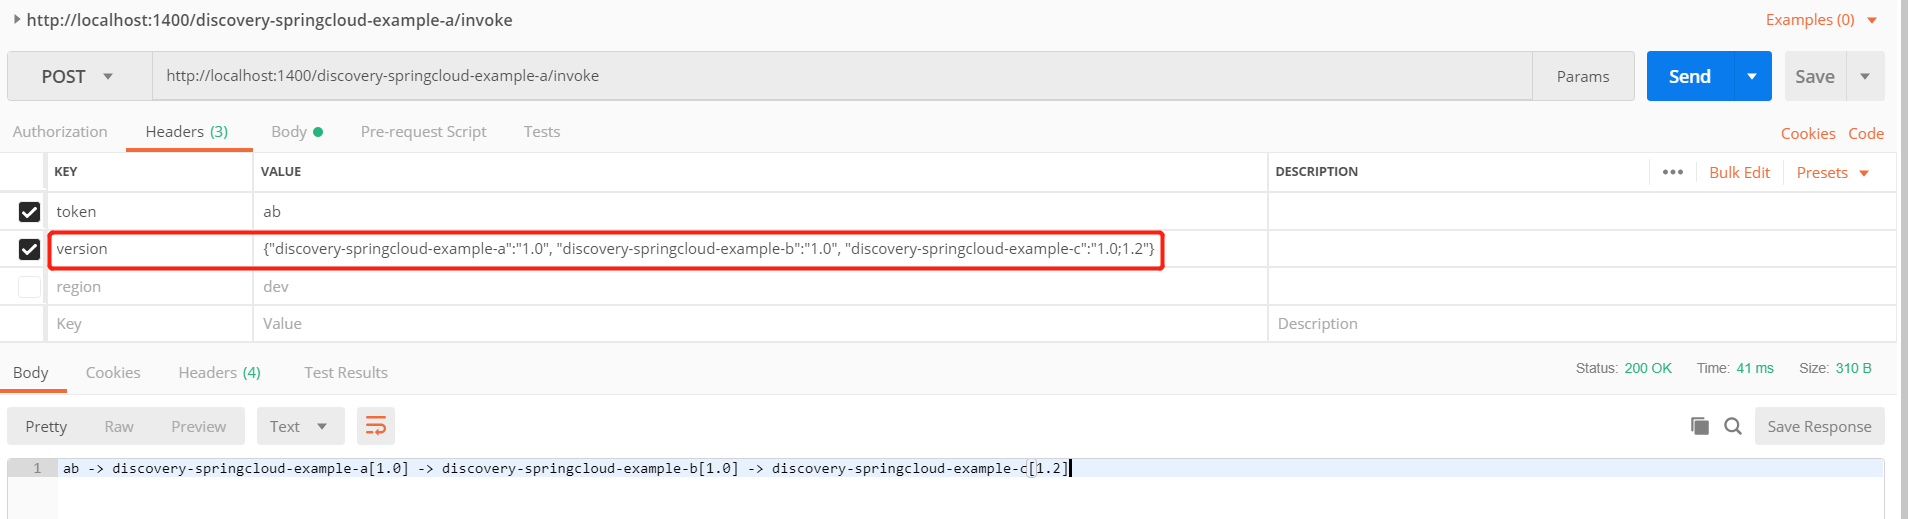 http://localhost:1400/discovery-springcloud-example-a/invoke Examples (0)
POST http://localhost:1400/discovery-springcloud-example-a/invoke Params Send Save
Authorization Headers (3) Body Pre-request Script Tests Cookies Code
KEY VALUE DESCRIPTION ••• Bulk Edit Presets
token ab
version {"discovery-springcloud-example-a":"1.0", "discovery-springcloud-example-b":"1.0", "discovery-springcloud-example-c":"1.0;1.2"}
region dev
Key Value Description
Body Cookies Headers (4) Test Results Status: 200 OK Time: 41 ms Size: 310 B
Pretty Raw Preview Text Save Response
1 ab -> discovery-springcloud-example-a[1.0] -> discovery-springcloud-example-b[1.0] -> discovery-springcloud-example-c[1.2]